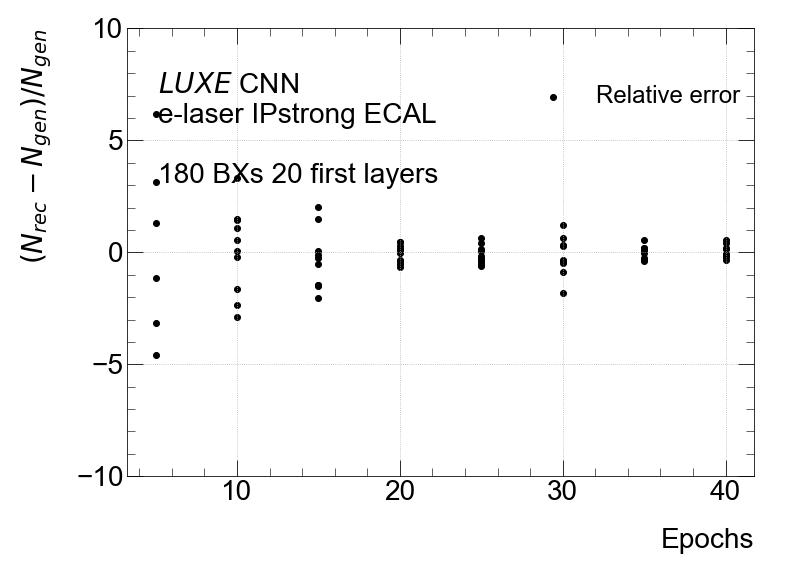 10
5
0
−5
−10
(N_rec − N_gen)/N_gen
LUXE CNN
e-laser IPstrong ECAL
180 BXs 20 first layers
Relative error
10 20 30 40
Epochs